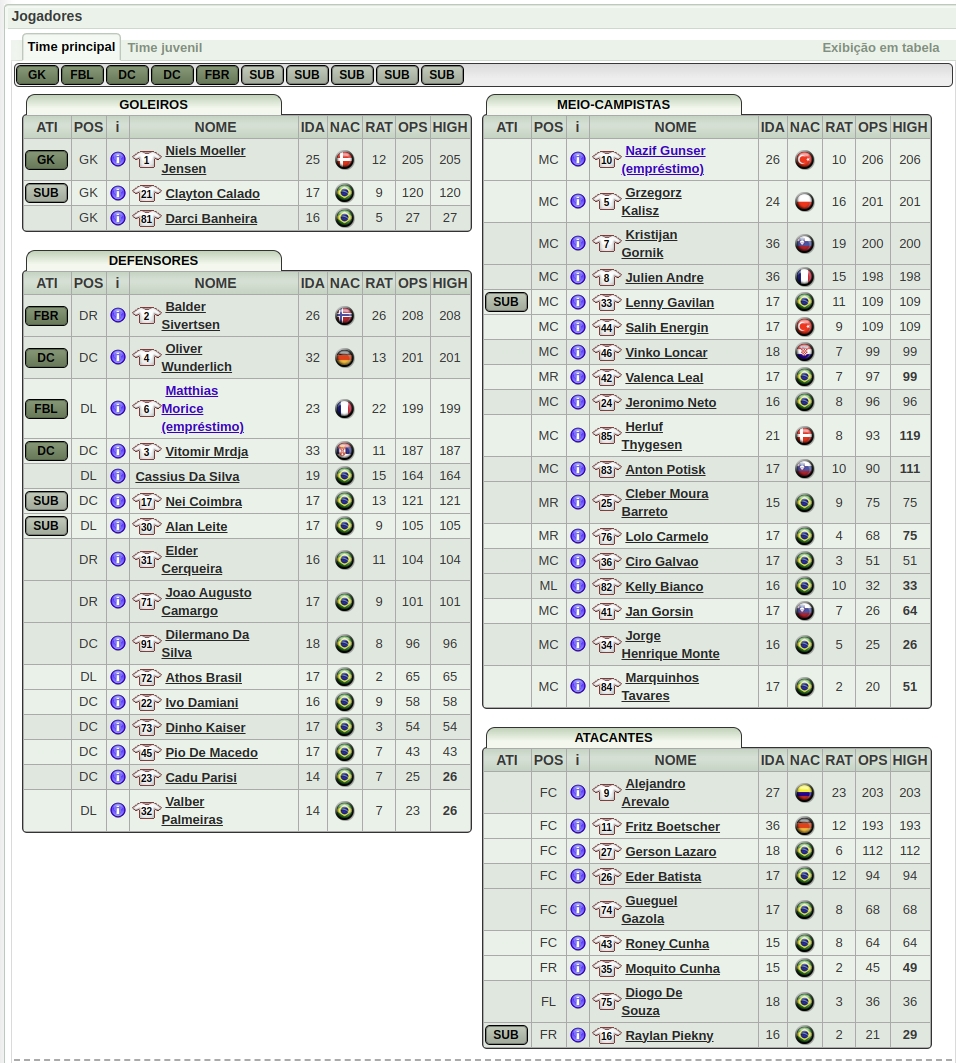 Jogadores
Time principal Time juvenil Exibição em tabela
GK FBL DC DC FBR SUB SUB SUB SUB SUB
GOLEIROS
ATI POS i NOME IDA NAC RAT OPS HIGH
GK GK i 1 Niels Moeller Jensen 25 12 205 205
SUB GK i 21 Clayton Calado 17 9 120 120
GK i 81 Darci Banheira 16 5 27 27
DEFENSORES
ATI POS i NOME IDA NAC RAT OPS HIGH
FBR DR i 2 Balder Sivertsen 26 26 208 208
DC DC i 4 Oliver Wunderlich 32 13 201 201
FBL DL i 6 Matthias Morice (empréstimo) 23 22 199 199
DC DC i 3 Vitomir Mrdja 33 11 187 187
DL i Cassius Da Silva 19 15 164 164
SUB DC i 17 Nei Coimbra 17 13 121 121
SUB DL i 30 Alan Leite 17 9 105 105
DR i 31 Elder Cerqueira 16 11 104 104
DR i 71 Joao Augusto Camargo 17 9 101 101
DC i 91 Dilermano Da Silva 18 8 96 96
DL i 72 Athos Brasil 17 2 65 65
DC i 22 Ivo Damiani 16 9 58 58
DC i 73 Dinho Kaiser 17 3 54 54
DC i 45 Pio De Macedo 17 7 43 43
DC i 23 Cadu Parisi 14 7 25 26
DL i 32 Valber Palmeiras 14 7 23 26
MEIO-CAMPISTAS
ATI POS i NOME IDA NAC RAT OPS HIGH
MC i 10 Nazif Gunser (empréstimo) 26 10 206 206
MC i 5 Grzegorz Kalisz 24 16 201 201
MC i 7 Kristijan Gornik 36 19 200 200
MC i 8 Julien Andre 36 15 198 198
SUB MC i 33 Lenny Gavilan 17 11 109 109
MC i 44 Salih Energin 17 9 109 109
MC i 46 Vinko Loncar 18 7 99 99
MR i 42 Valenca Leal 17 7 97 99
MC i 24 Jeronimo Neto 16 8 96 96
MC i 85 Herluf Thygesen 21 8 93 119
MC i 83 Anton Potisk 17 10 90 111
MR i 25 Cleber Moura Barreto 15 9 75 75
MR i 76 Lolo Carmelo 17 4 68 75
MC i 36 Ciro Galvao 17 3 51 51
ML i 82 Kelly Bianco 16 10 32 33
MC i 41 Jan Gorsin 17 7 26 64
MC i 34 Jorge Henrique Monte 16 5 25 26
MC i 84 Marquinhos Tavares 17 2 20 51
ATACANTES
ATI POS i NOME IDA NAC RAT OPS HIGH
FC i 9 Alejandro Arevalo 27 23 203 203
FC i 11 Fritz Boetscher 36 12 193 193
FC i 27 Gerson Lazaro 18 6 112 112
FC i 26 Eder Batista 17 12 94 94
FC i 74 Gueguel Gazola 17 8 68 68
FC i 43 Roney Cunha 15 8 64 64
FR i 35 Moquito Cunha 15 2 45 49
FL i 75 Diogo De Souza 18 3 36 36
SUB FR i 16 Raylan Piekny 16 2 21 29